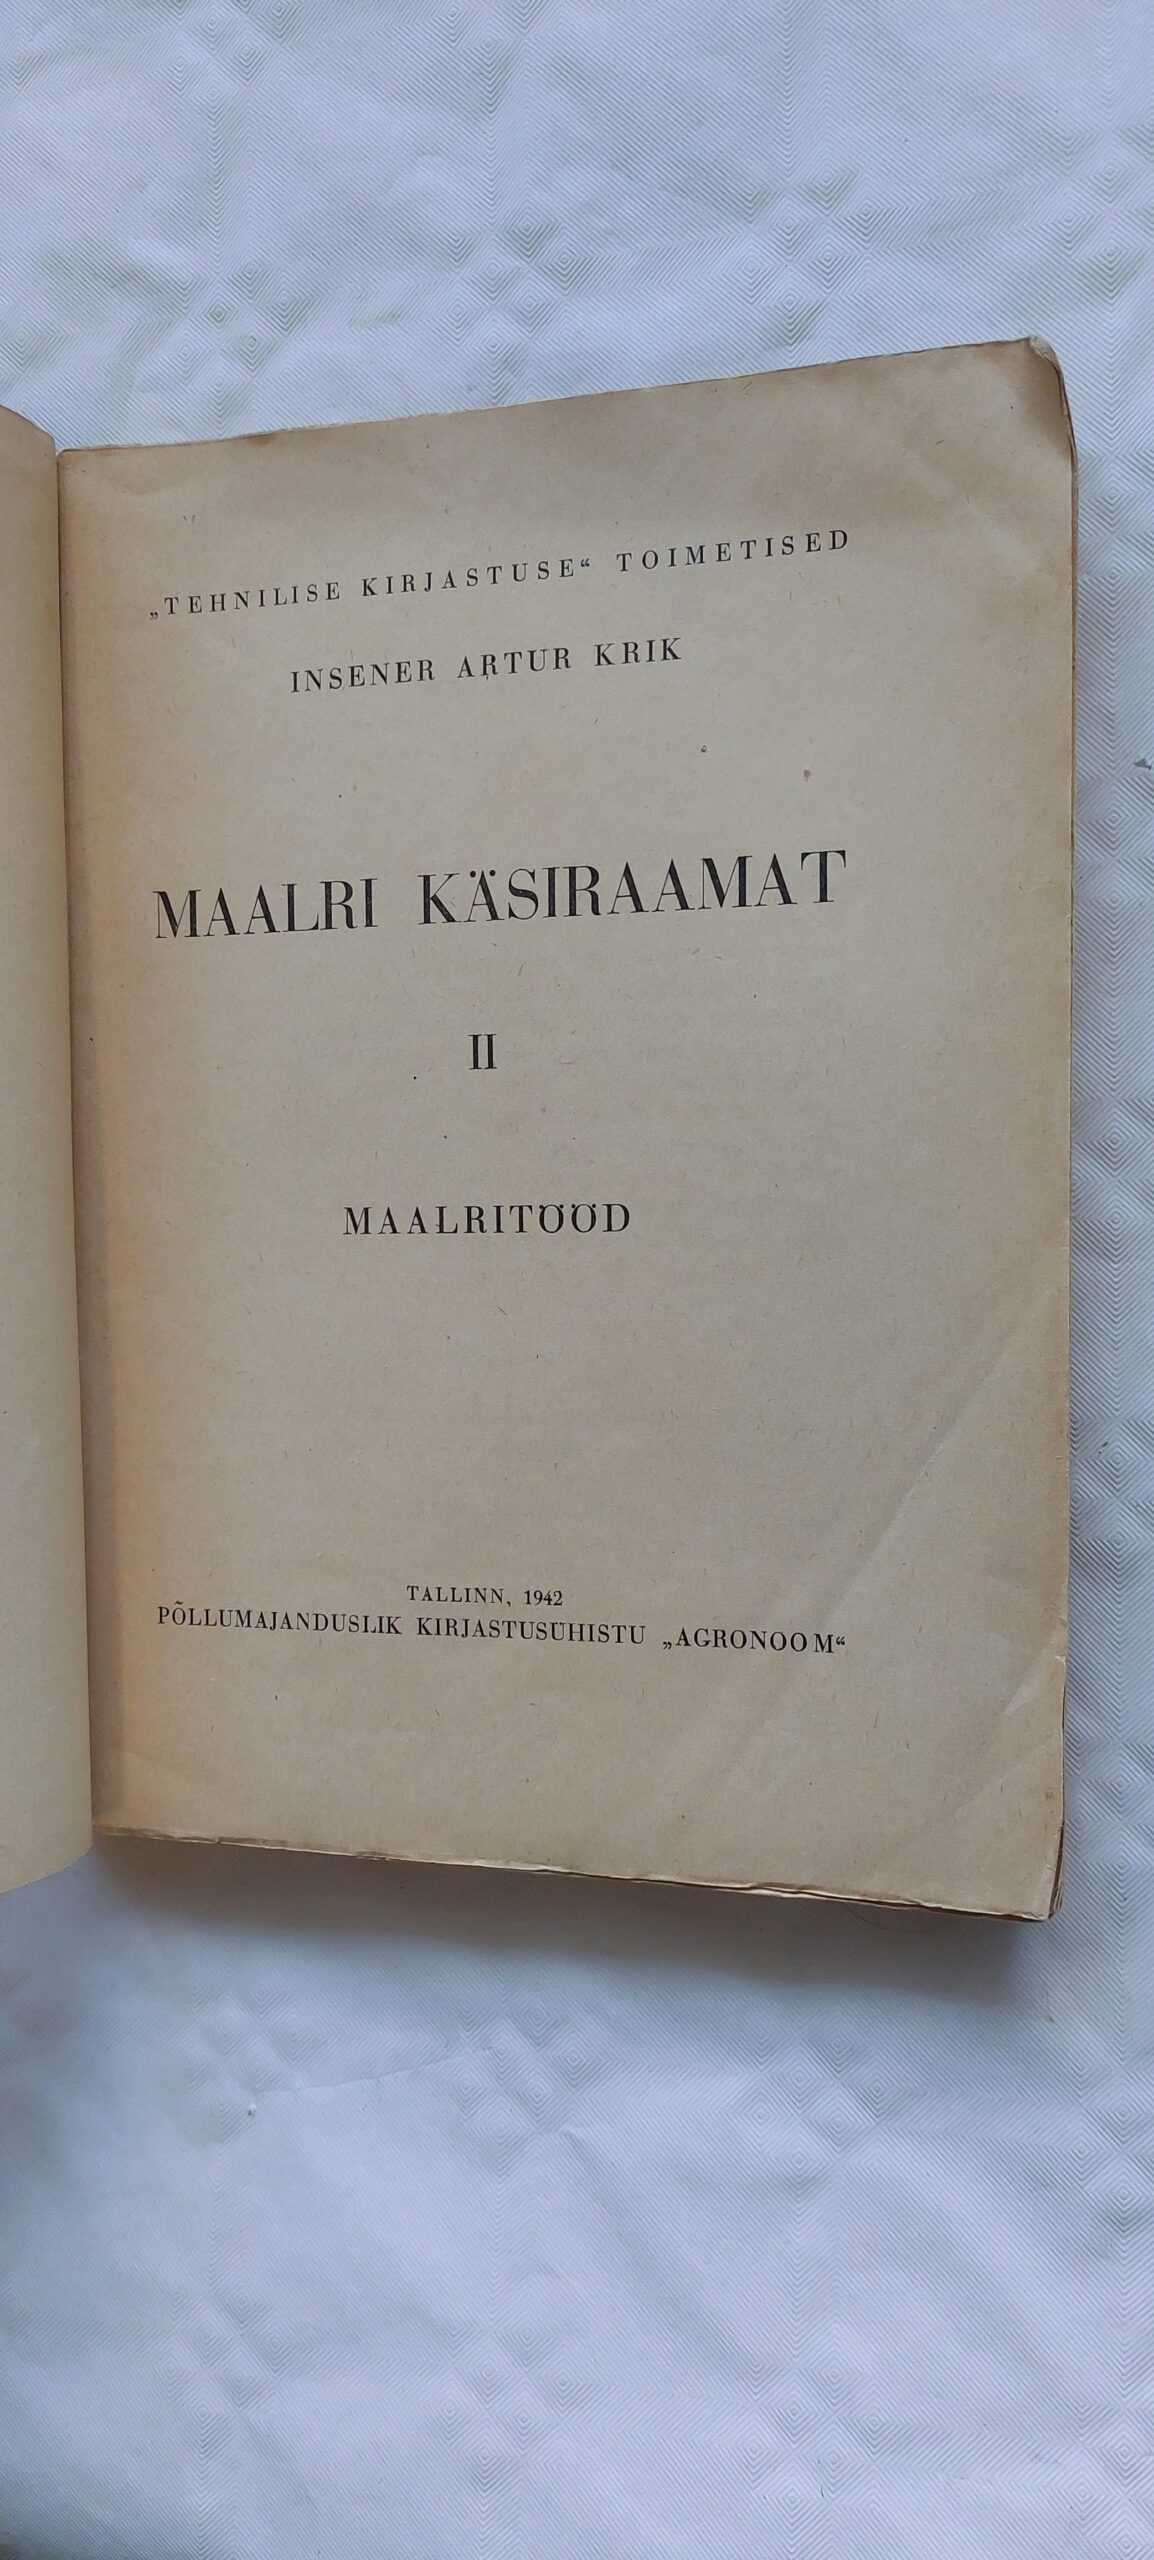 „TEHNILISE KIRJASTUSE“ TOIMETISED
INSENER ARTUR KRIK
MAALRI KÄSIRAAMAT
II
MAALRITÖÖD
TALLINN, 1942
PÕLLUMAJANDUSLIK KIRJASTUSÜHISTU „AGRONOOM“